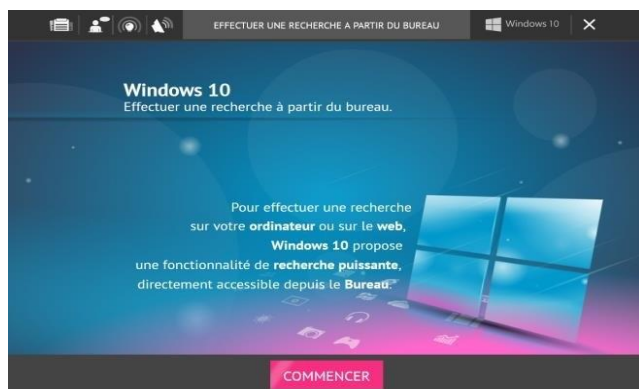 EFFECTUER UNE RECHERCHE A PARTIR DU BUREAU
Windows 10
Windows 10
Effectuer une recherche à partir du bureau.
Pour effectuer une recherche
sur votre ordinateur ou sur le web,
Windows 10 propose
une fonctionnalité de recherche puissante,
directement accessible depuis le Bureau.
COMMENCER